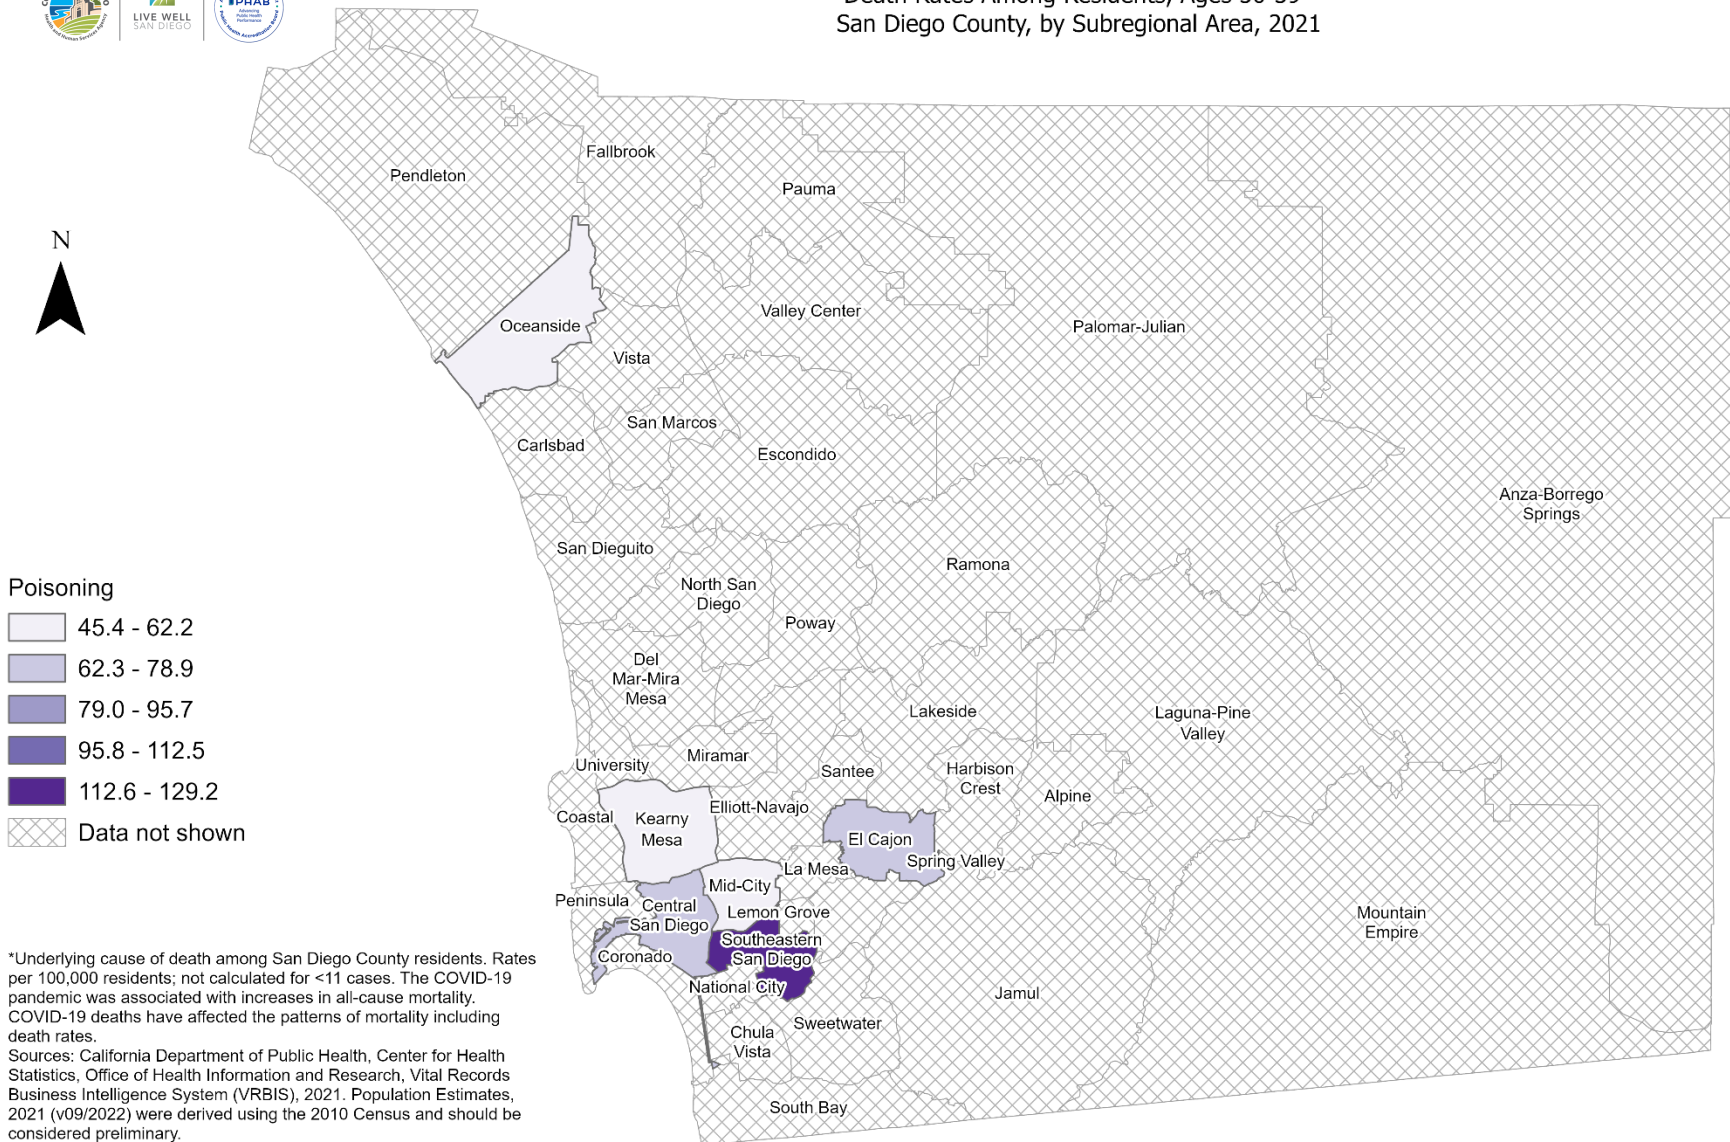 PHAB
Advancing
Public Health
Performance
LIVE WELL
SAN DIEGO
San Diego County, by Subregional Area, 2021
N
Pendleton
Fallbrook
Pauma
Oceanside
Valley Center
Palomar-Julian
Vista
San Marcos
Carlsbad
Escondido
Anza-Borrego
Springs
San Dieguito
North San
Diego
Ramona
Poway
Del
Mar-Mira
Mesa
Lakeside
Laguna-Pine
Valley
University
Miramar
Santee
Harbison
Crest
Alpine
Coastal
Kearny
Mesa
Elliott-Navajo
El Cajon
Spring Valley
La Mesa
Mid-City
Peninsula
Central
San Diego
Lemon Grove
Southeastern
San Diego
Coronado
National City
Mountain
Empire
Jamul
Sweetwater
Chula
Vista
South Bay
Poisoning
45.4 - 62.2
62.3 - 78.9
79.0 - 95.7
95.8 - 112.5
112.6 - 129.2
Data not shown
*Underlying cause of death among San Diego County residents. Rates
per 100,000 residents; not calculated for <11 cases. The COVID-19
pandemic was associated with increases in all-cause mortality.
COVID-19 deaths have affected the patterns of mortality including
death rates.
Sources: California Department of Public Health, Center for Health
Statistics, Office of Health Information and Research, Vital Records
Business Intelligence System (VRBIS), 2021. Population Estimates,
2021 (v09/2022) were derived using the 2010 Census and should be
considered preliminary.